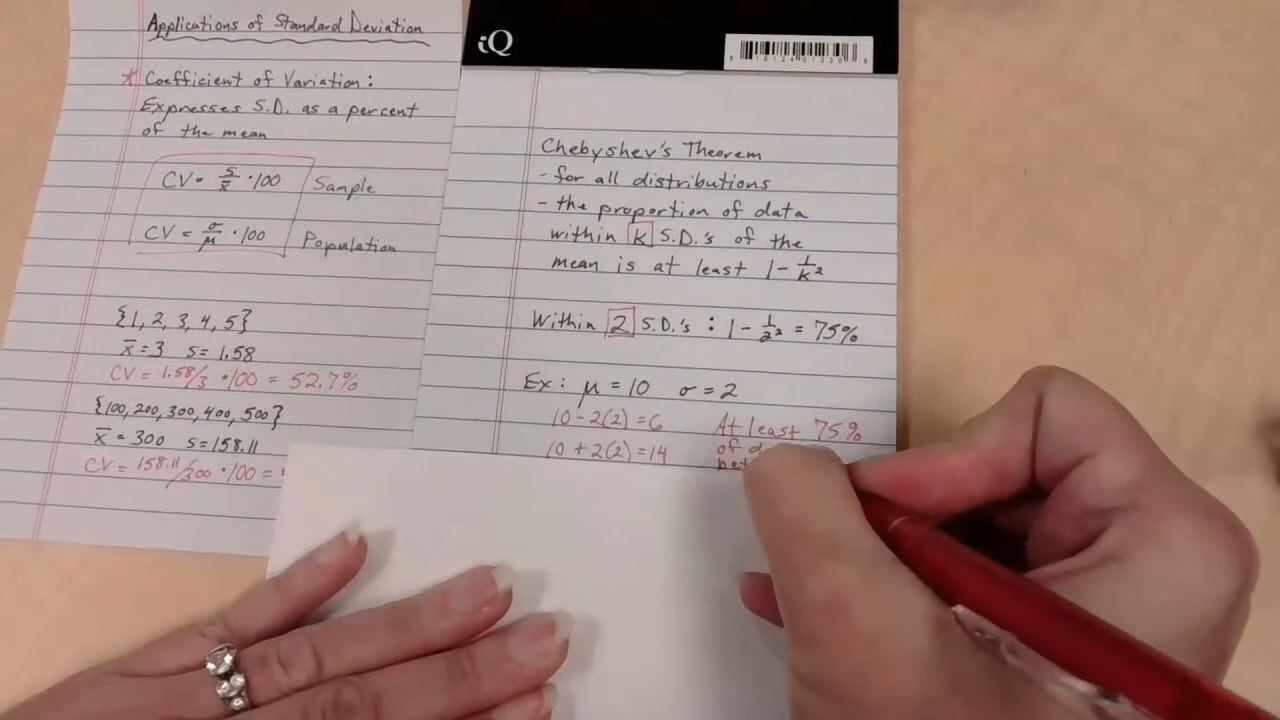 Applications of Standard Deviation
* Coefficient of Variation:
Expresses S.D. as a percent
of the mean
CV = s/x̄ · 100 Sample
CV = σ/μ · 100 Population
{1, 2, 3, 4, 5}
x̄ = 3 s = 1.58
CV = 1.58/3 · 100 = 52.7%
{100, 200, 300, 400, 500}
x̄ = 300 s = 158.11
CV = 158.11/300 · 100 =
iQ
Chebyshev's Theorem
- for all distributions
- the proportion of data
within k S.D.'s of the
mean is at least 1 - 1/k²
Within 2 S.D.'s : 1 - 1/2² = 75%
Ex: μ = 10 σ = 2
10 - 2(2) = 6
10 + 2(2) = 14
At least 75%
of